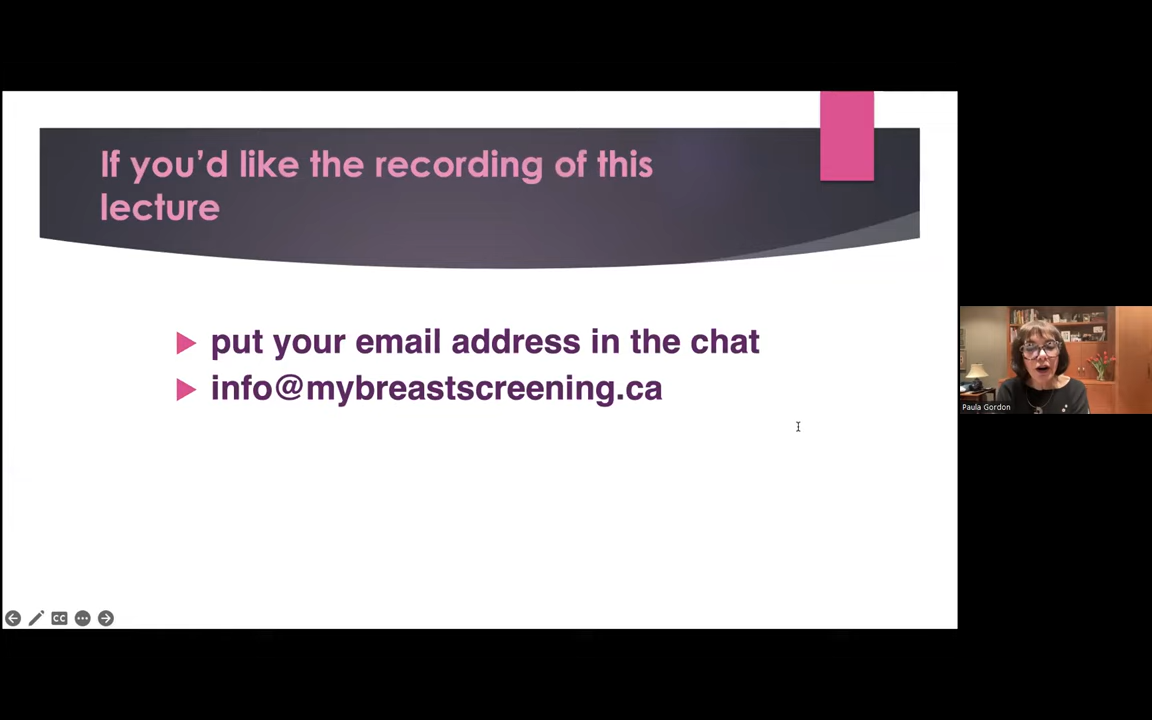 If you'd like the recording of this
lecture
put your email address in the chat
info@mybreastscreening.ca
Paula Gordon
CC